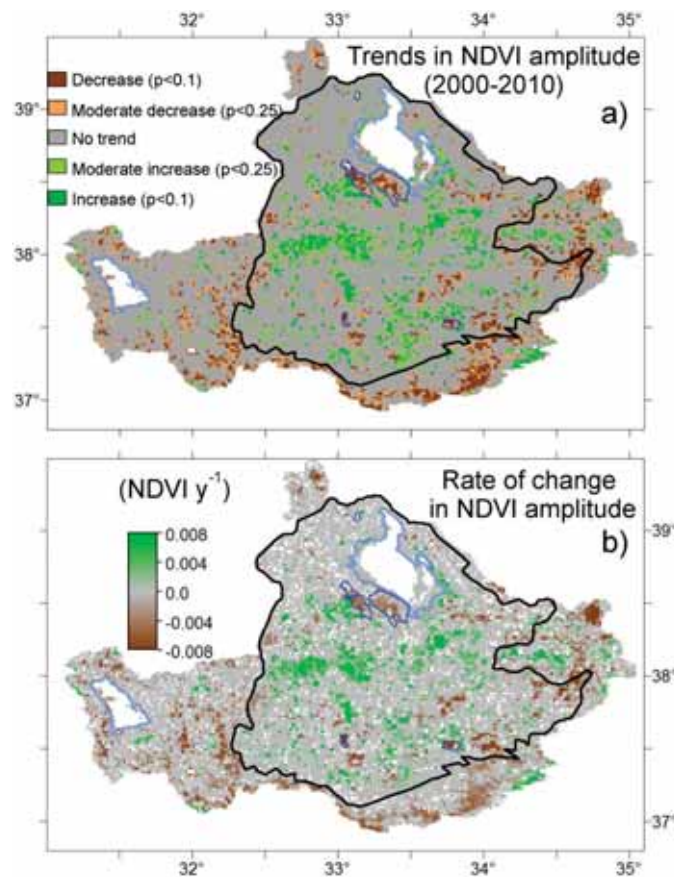 32° 33° 34° 35°
Trends in NDVI amplitude
(2000-2010)
a)
Decrease (p<0.1)
Moderate decrease (p<0.25)
No trend
Moderate increase (p<0.25)
Increase (p<0.1)
39°
38°
37°
37°
Rate of change
in NDVI amplitude
b)
(NDVI y⁻¹)
0.008
0.004
0.0
-0.004
-0.008
39°
38°
37°
32° 33° 34° 35°